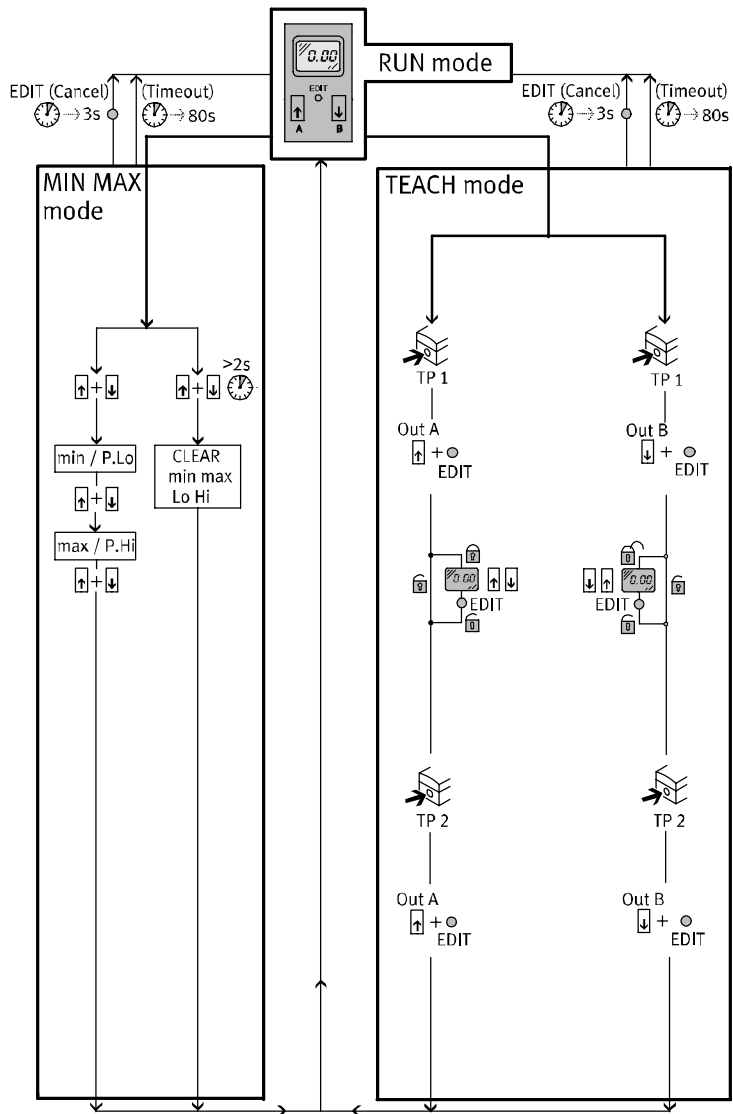 0.00
EDIT
A B
RUN mode
EDIT (Cancel) (Timeout)
3s 80s
EDIT (Cancel) (Timeout)
3s 80s
MIN MAX
mode
>2s
+ +
min / P.Lo
+
max / P.Hi
+
CLEAR
min max
Lo Hi
TEACH mode
TP 1 TP 1
Out A
+
EDIT
Out B
+
EDIT
0.00
EDIT
0.00
EDIT
TP 2 TP 2
Out A
+
EDIT
Out B
+
EDIT